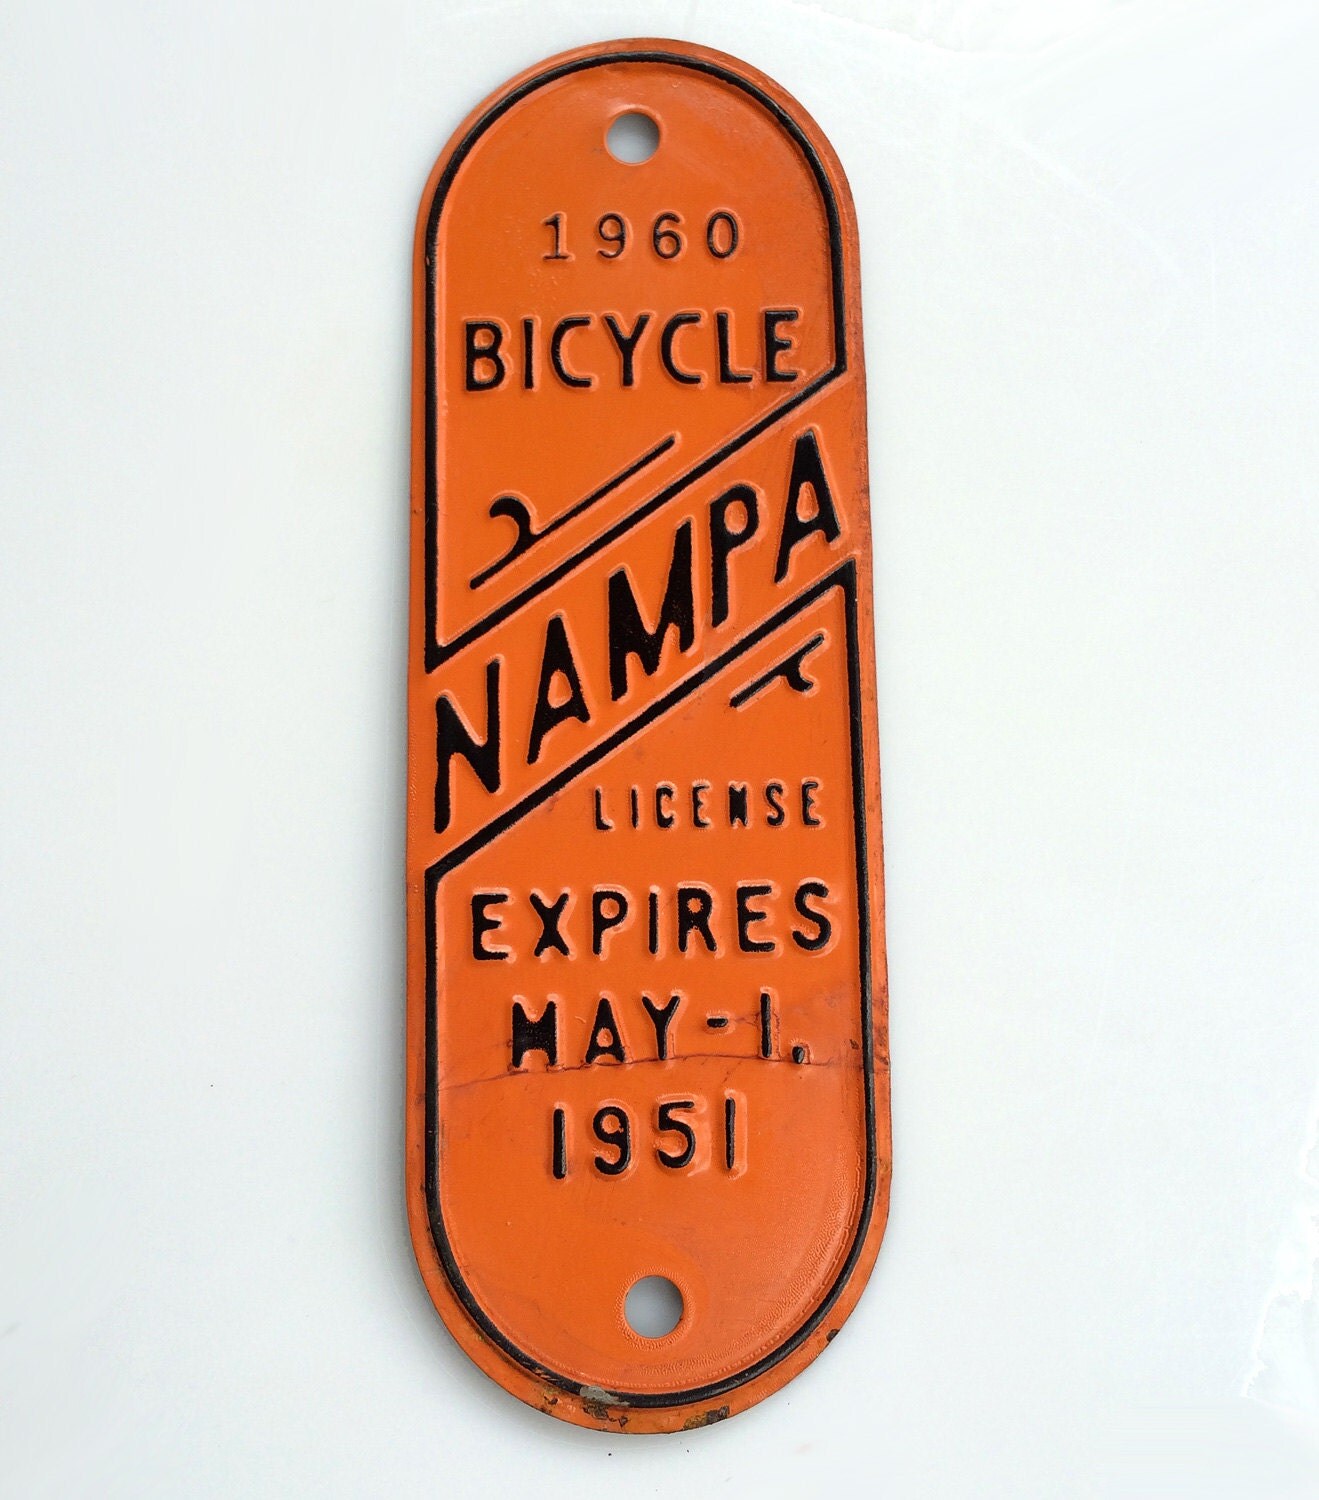 1960
BICYCLE
NAMPA
LICENSE
EXPIRES
MAY-1.
1951